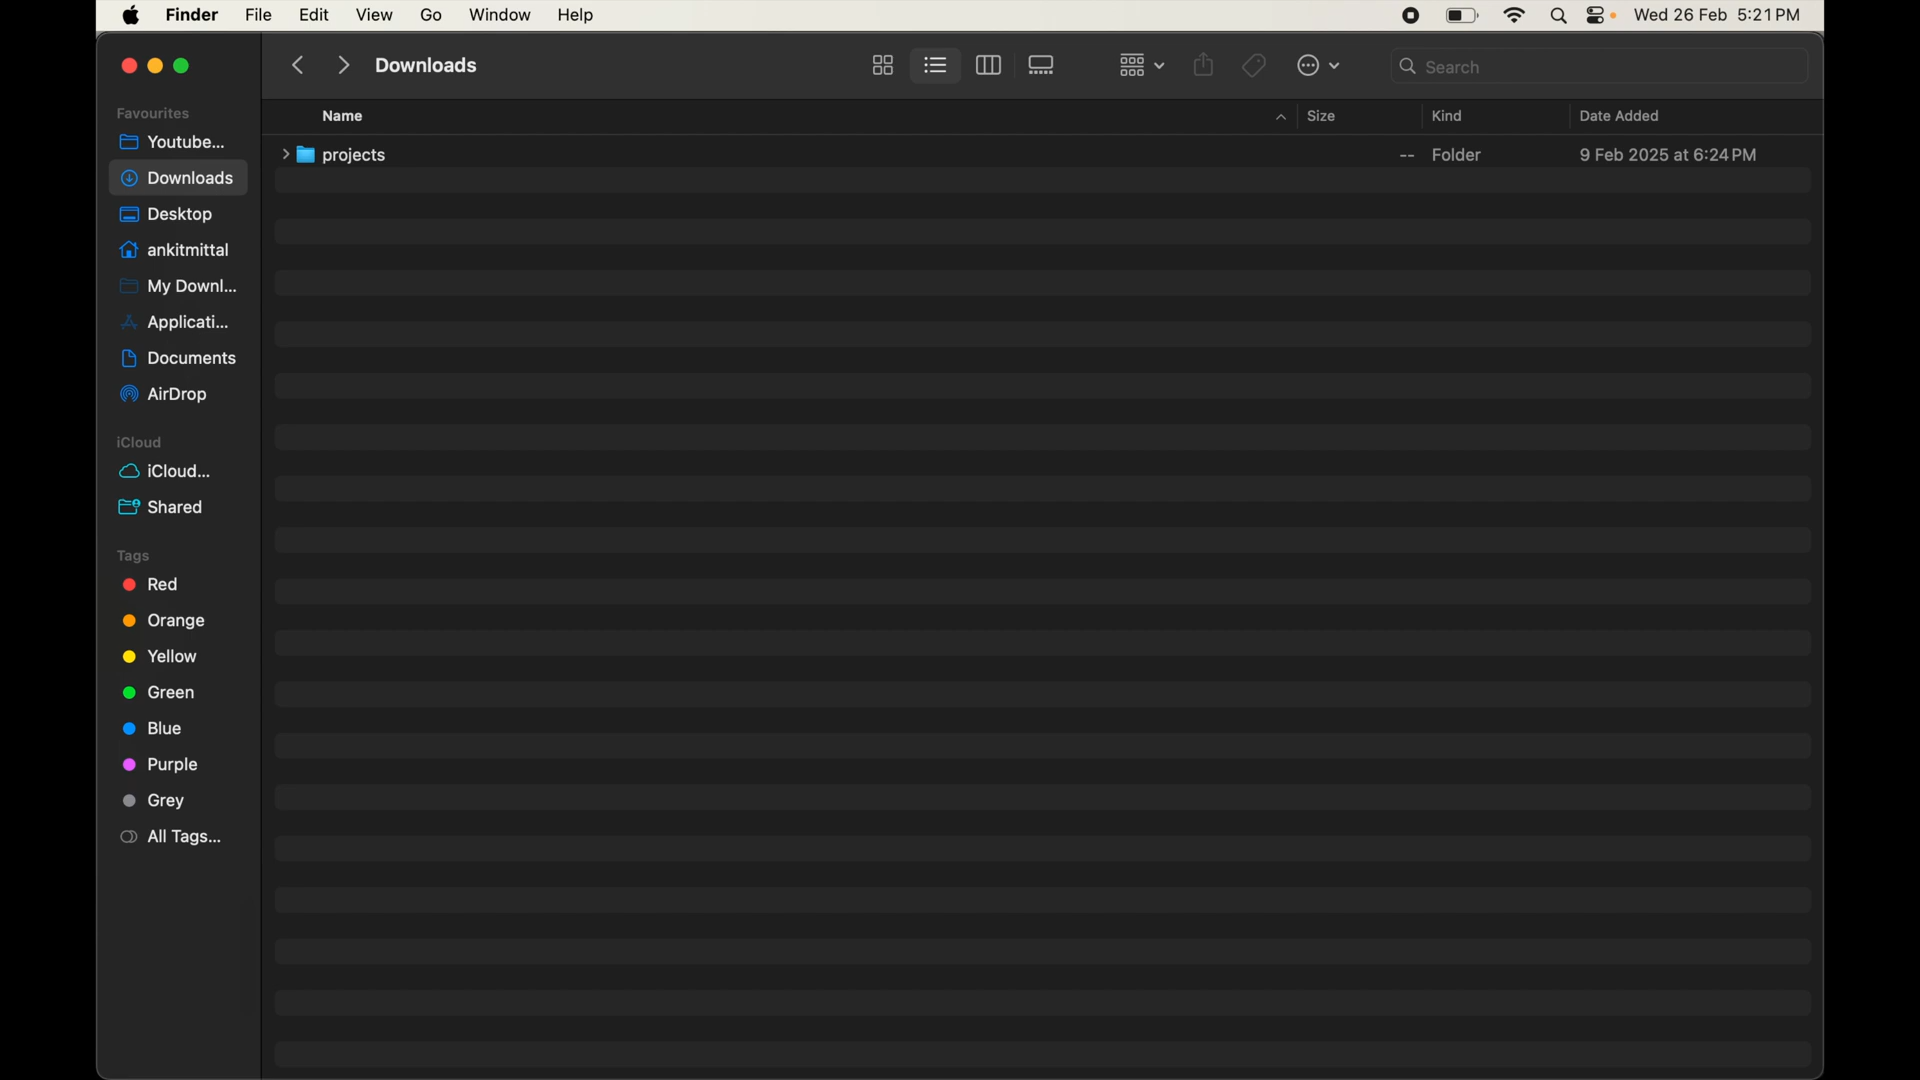 Finder File Edit View Go Window Help Wed 26 Feb 5:21 PM
Downloads Search
Name Size Kind Date Added
projects -- Folder 9 Feb 2025 at 6:24 PM
Favourites
Youtube...
Downloads
Desktop
ankitmittal
My Downl...
Applicati...
Documents
AirDrop
iCloud
iCloud...
Shared
Tags
Red
Orange
Yellow
Green
Blue
Purple
Grey
All Tags...